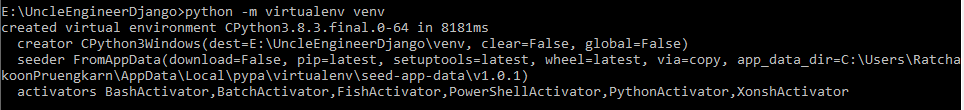 E:\UncleEngineerDjango>python -m virtualenv venv
created virtual environment CPython3.8.3.final.0-64 in 8181ms
  creator CPython3Windows(dest=E:\UncleEngineerDjango\venv, clear=False, global=False)
  seeder FromAppData(download=False, pip=latest, setuptools=latest, wheel=latest, via=copy, app_data_dir=C:\Users\Ratcha
koonPruengkarn\AppData\Local\pypa\virtualenv\seed-app-data\v1.0.1)
  activators BashActivator,BatchActivator,FishActivator,PowerShellActivator,PythonActivator,XonshActivator